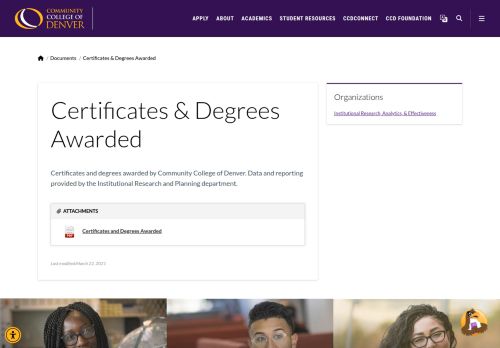 COMMUNITY
COLLEGE OF
DENVER
APPLY ABOUT ACADEMICS STUDENT RESOURCES CCDCONNECT CCD FOUNDATION
/ Documents / Certificates & Degrees Awarded
Certificates & Degrees
Awarded
Certificates and degrees awarded by Community College of Denver. Data and reporting
provided by the Institutional Research and Planning department.
ATTACHMENTS
PDF
Certificates and Degrees Awarded
Last modified March 22, 2021
Organizations
Institutional Research, Analytics, & Effectiveness